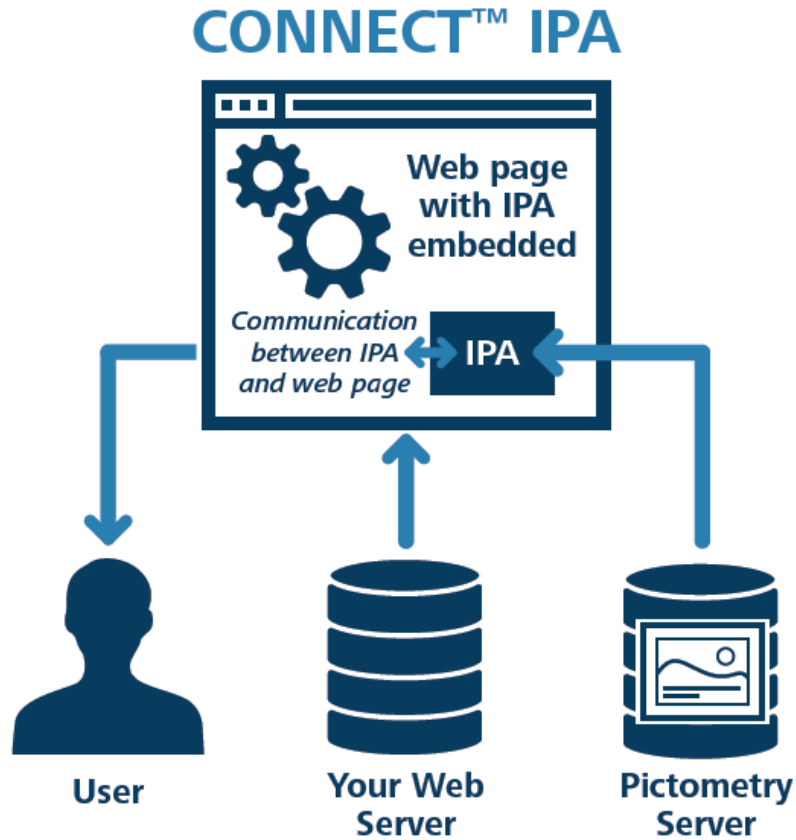 CONNECT™ IPA
Web page
with IPA
embedded
Communication
between IPA
and web page
IPA
User
Your Web
Server
Pictometry
Server